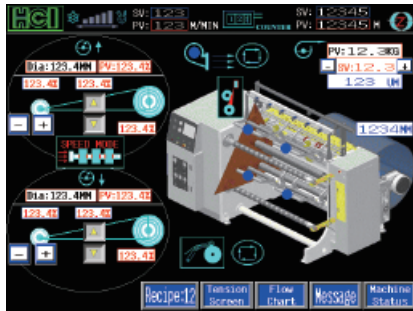 HCI
SV: 123
PV: 123 M/MIN
COUNTER
SV: 12345
PV: 12345 M
Dia:123.4MM PV:123.4%
123.4% 123.4%
123.4%
- +
SPEED MODE
Dia:123.4MM PV:123.4%
123.4% 123.4%
123.4%
- +
PV:12.3KG
- SV:12.3 +
123 UM
1234MM
Recipe:12
Tension Screen
Flow Chart
Message
Machine Status